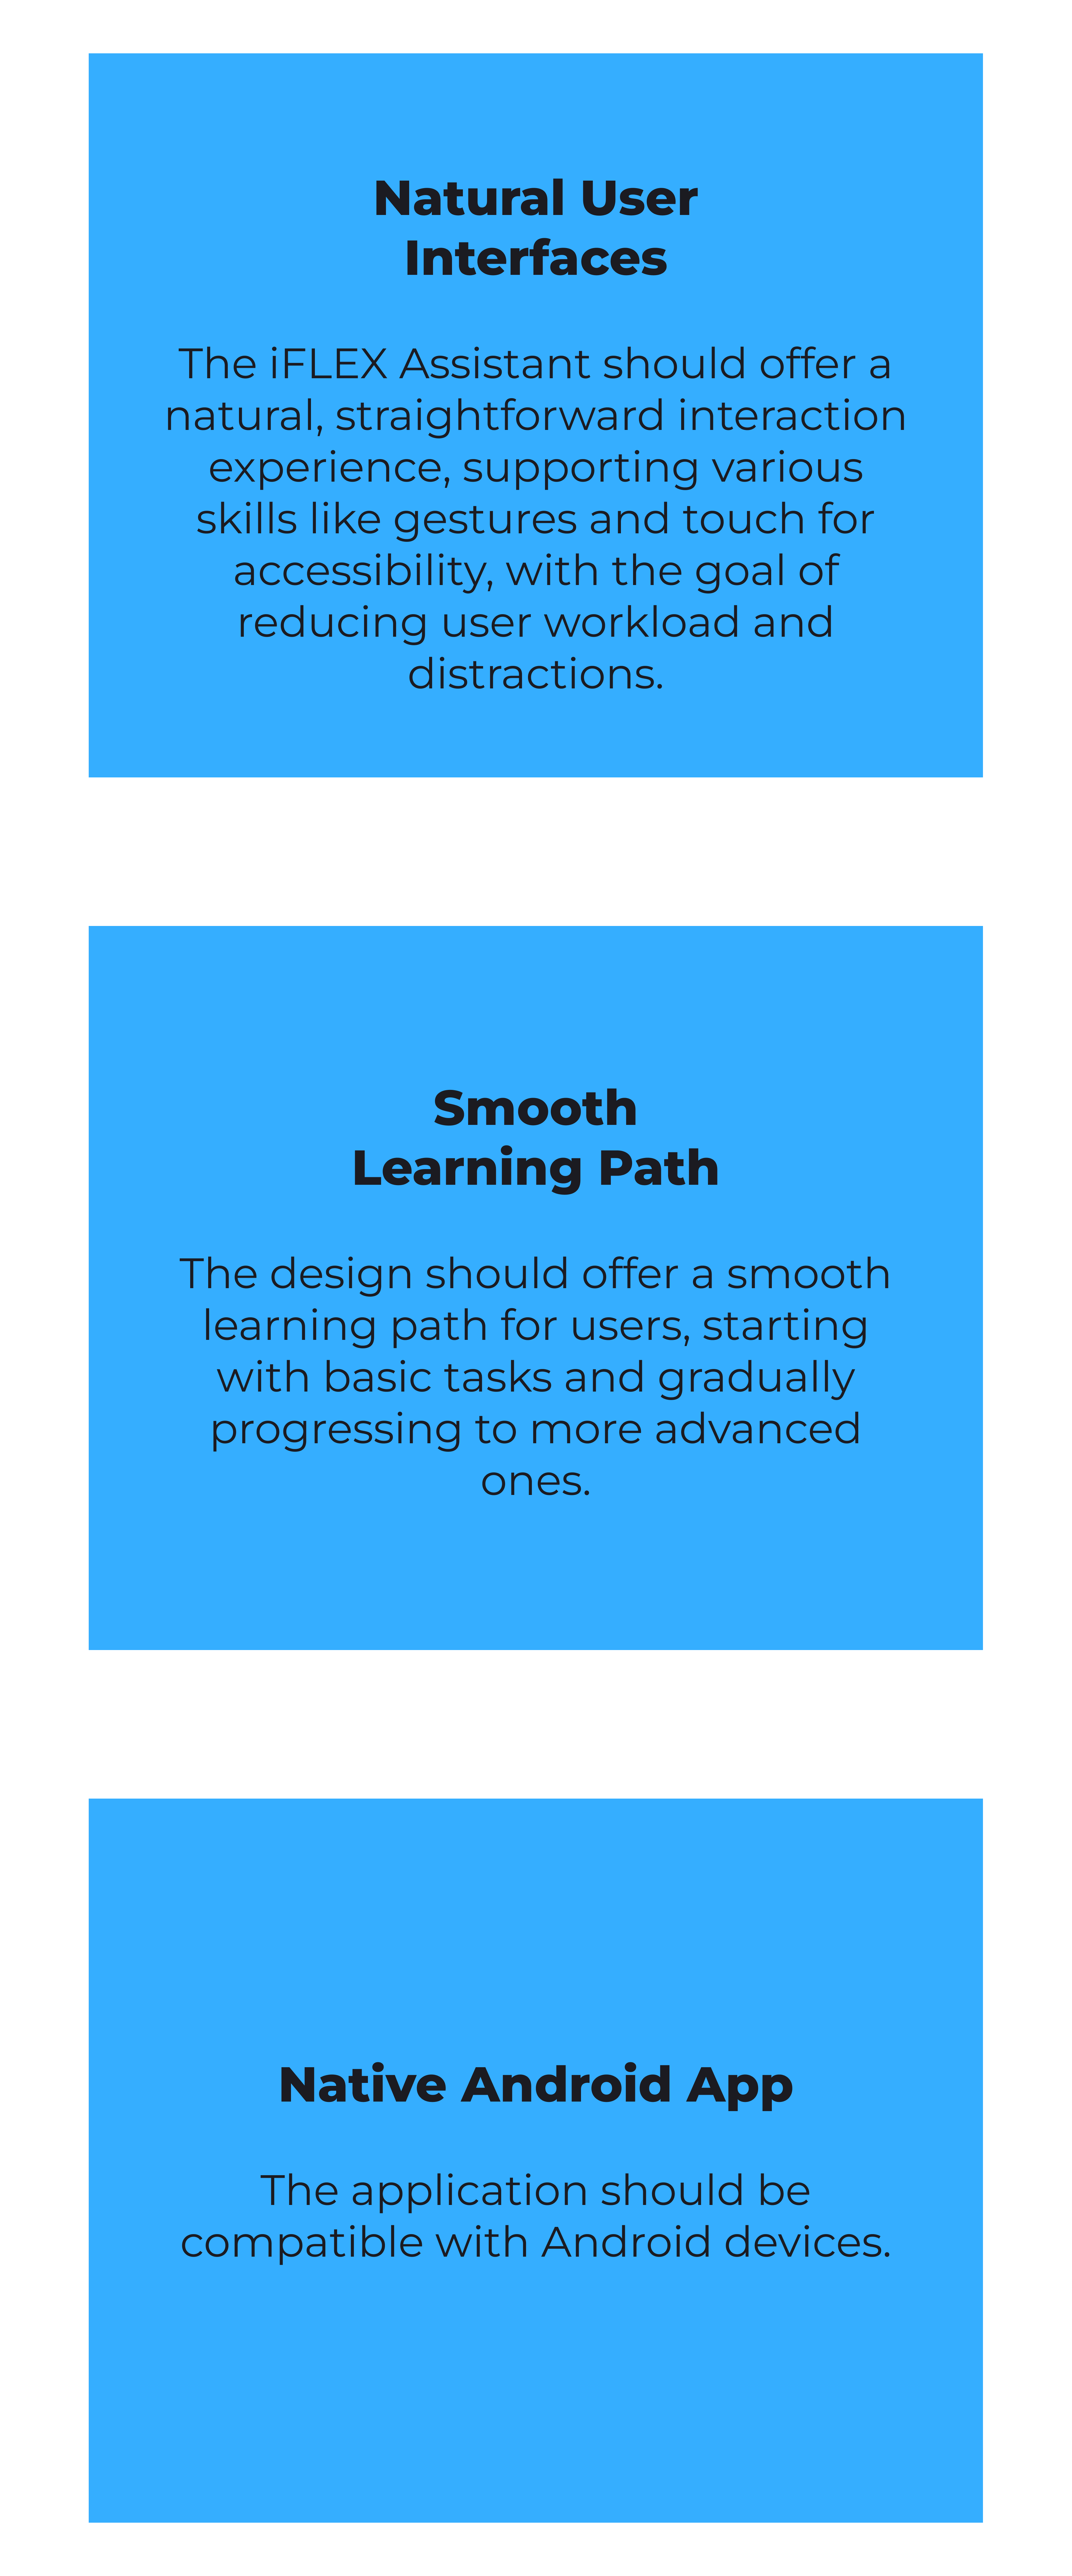 Natural User
Interfaces
The iFLEX Assistant should offer a
natural, straightforward interaction
experience, supporting various
skills like gestures and touch for
accessibility, with the goal of
reducing user workload and
distractions.
Smooth
Learning Path
The design should offer a smooth
learning path for users, starting
with basic tasks and gradually
progressing to more advanced
ones.
Native Android App
The application should be
compatible with Android devices.